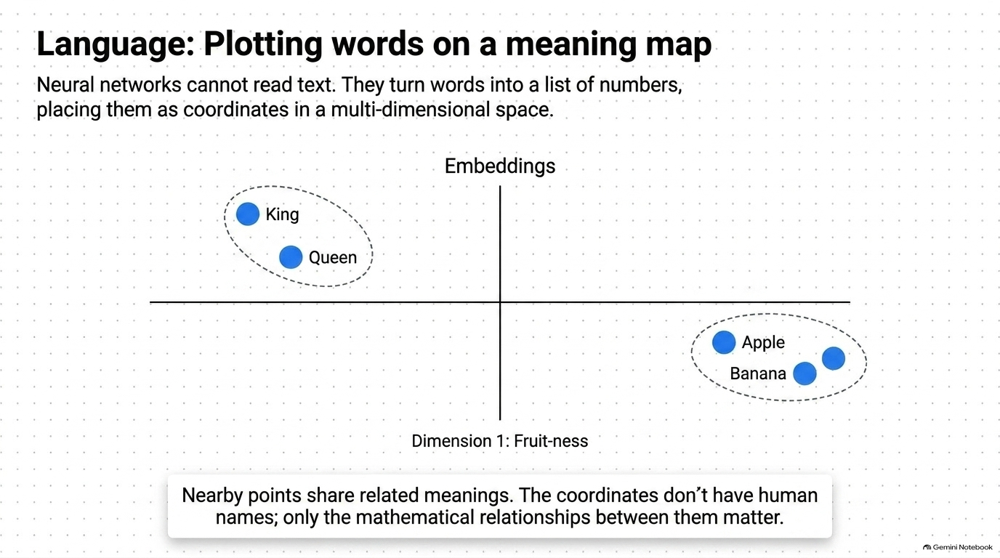 Language: Plotting words on a meaning map
Neural networks cannot read text. They turn words into a list of numbers,
placing them as coordinates in a multi-dimensional space.
Embeddings
King
Queen
Apple
Banana
Dimension 1: Fruit-ness
Nearby points share related meanings. The coordinates don’t have human
names; only the mathematical relationships between them matter.
Gemini Notebook